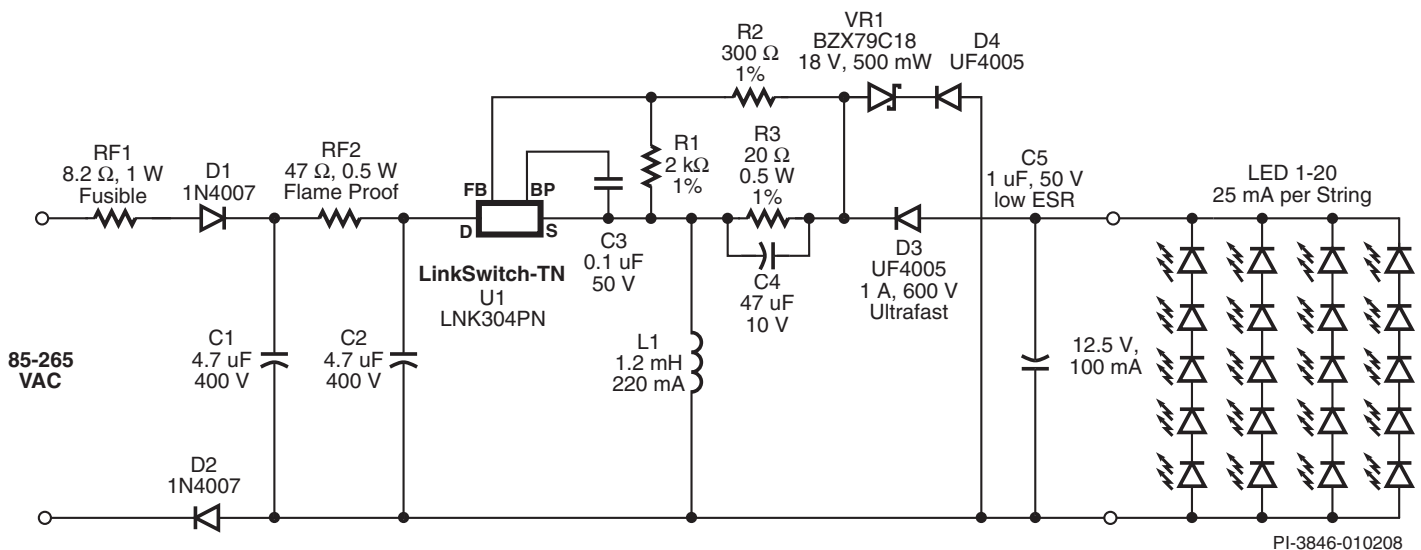 VR1
BZX79C18
18 V, 500 mW
R2
300 Ω
1%
D4
UF4005
RF1
8.2 Ω, 1 W
Fusible
D1
1N4007
RF2
47 Ω, 0.5 W
Flame Proof
FB
BP
D
S
R1
2 kΩ
1%
R3
20 Ω
0.5 W
1%
C5
1 uF, 50 V
low ESR
LED 1-20
25 mA per String
LinkSwitch-TN
U1
LNK304PN
C3
0.1 uF
50 V
C4
47 uF
10 V
D3
UF4005
1 A, 600 V
Ultrafast
85-265
VAC
C1
4.7 uF
400 V
C2
4.7 uF
400 V
L1
1.2 mH
220 mA
12.5 V,
100 mA
D2
1N4007
PI-3846-010208